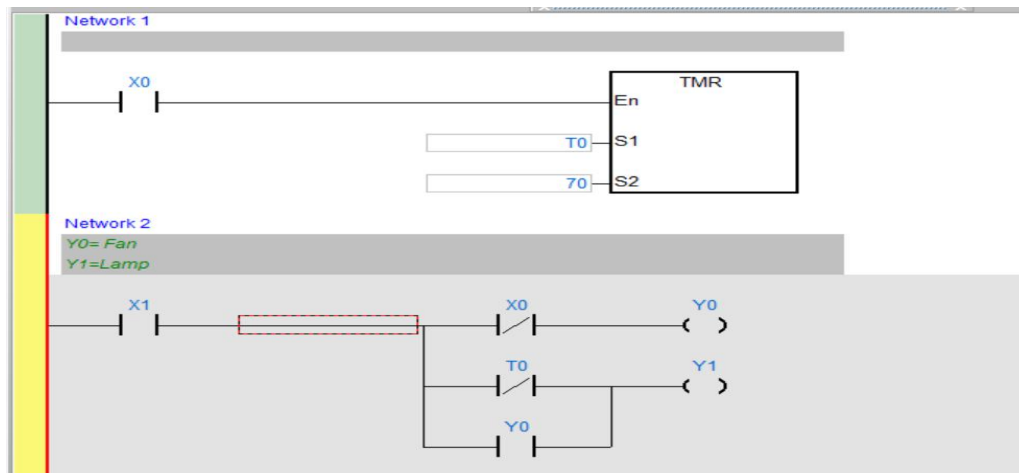 Network 1
X0
TMR
En
T0 S1
70 S2
Network 2
Y0= Fan
Y1=Lamp
X1 X0 Y0
T0 Y1
Y0